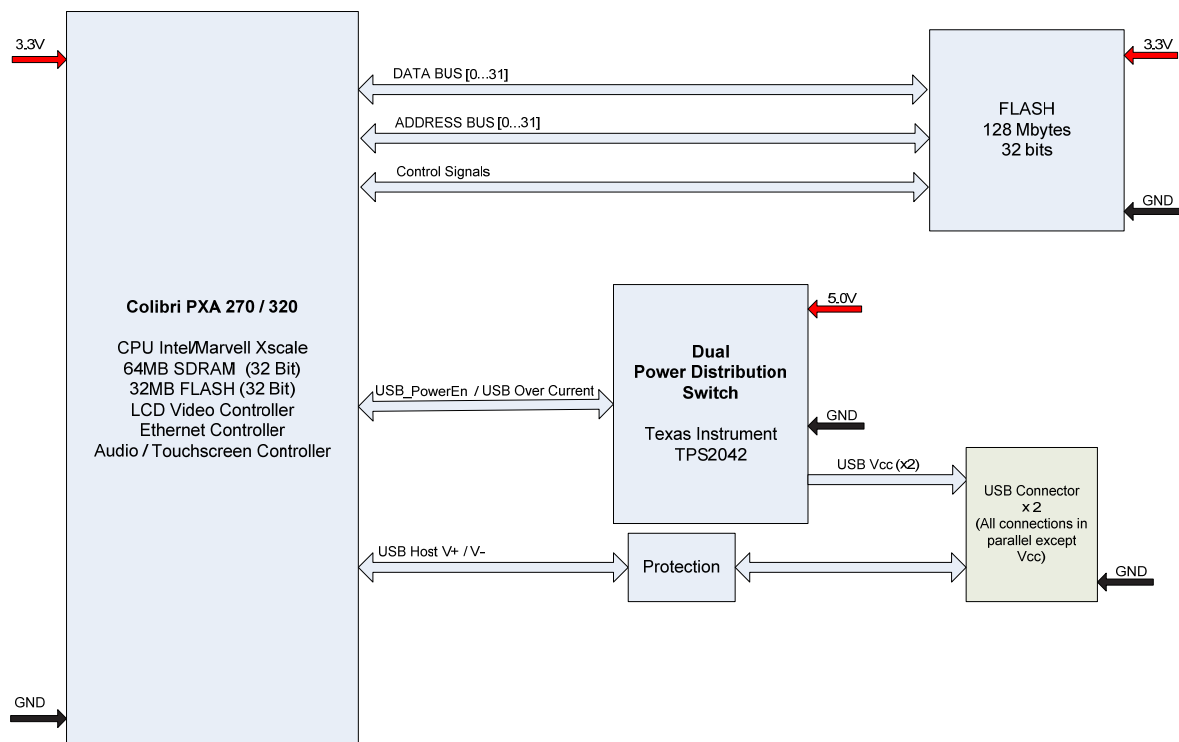 3.3V
DATA BUS [0...31]
ADDRESS BUS [0...31]
Control Signals
FLASH
128 Mbytes
32 bits
3.3V
GND
Colibri PXA 270 / 320
CPU Intel/Marvell Xscale
64MB SDRAM (32 Bit)
32MB FLASH (32 Bit)
LCD Video Controller
Ethernet Controller
Audio / Touchscreen Controller
GND
USB_PowerEn / USB Over Current
Dual
Power Distribution
Switch
Texas Instrument
TPS2042
5.0V
GND
USB Vcc (x2)
USB Host V+ / V-
Protection
USB Connector
x 2
(All connections in
parallel except
Vcc)
GND